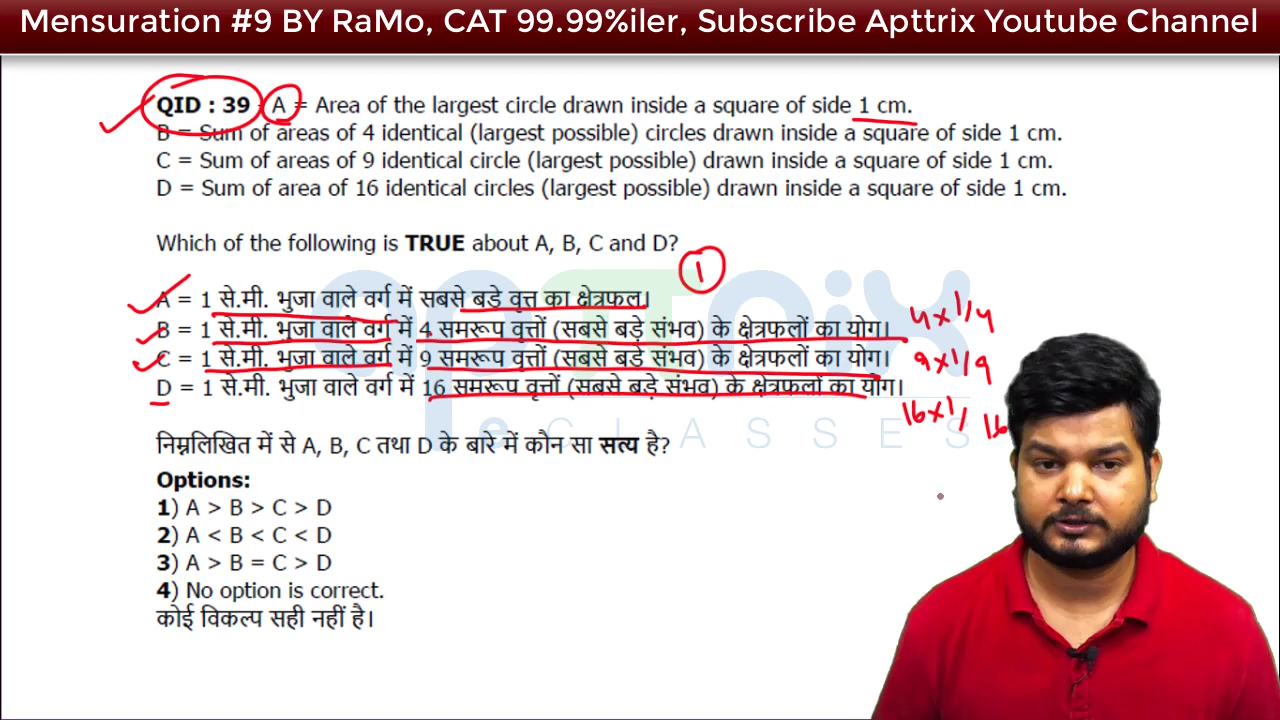 Mensuration #9 BY RaMo, CAT 99.99%iler, Subscribe Apttrix Youtube Channel
QID : 39 A = Area of the largest circle drawn inside a square of side 1 cm.
B = Sum of areas of 4 identical (largest possible) circles drawn inside a square of side 1 cm.
C = Sum of areas of 9 identical circle (largest possible) drawn inside a square of side 1 cm.
D = Sum of area of 16 identical circles (largest possible) drawn inside a square of side 1 cm.
Which of the following is TRUE about A, B, C and D?
1
A = 1 से.मी. भुजा वाले वर्ग में सबसे बडे वृत्त का क्षेत्रफल।
B = 1 से.मी. भुजा वाले वर्ग में 4 समरूप वृत्तों (सबसे बडे संभव) के क्षेत्रफलों का योग। 4x1/4
C = 1 से.मी. भुजा वाले वर्ग में 9 समरूप वृत्तों (सबसे बडे संभव) के क्षेत्रफलों का योग। 9x1/9
D = 1 से.मी. भुजा वाले वर्ग में 16 समरूप वृत्तों (सबसे बडे संभव) के क्षेत्रफलों का योग। 16x1/16
apttrix
eCLASSES
निम्नलिखित में से A, B, C तथा D के बारे में कौन सा सत्य है?
Options:
1) A > B > C > D
2) A < B < C < D
3) A > B = C > D
4) No option is correct.
कोई विकल्प सही नहीं है।